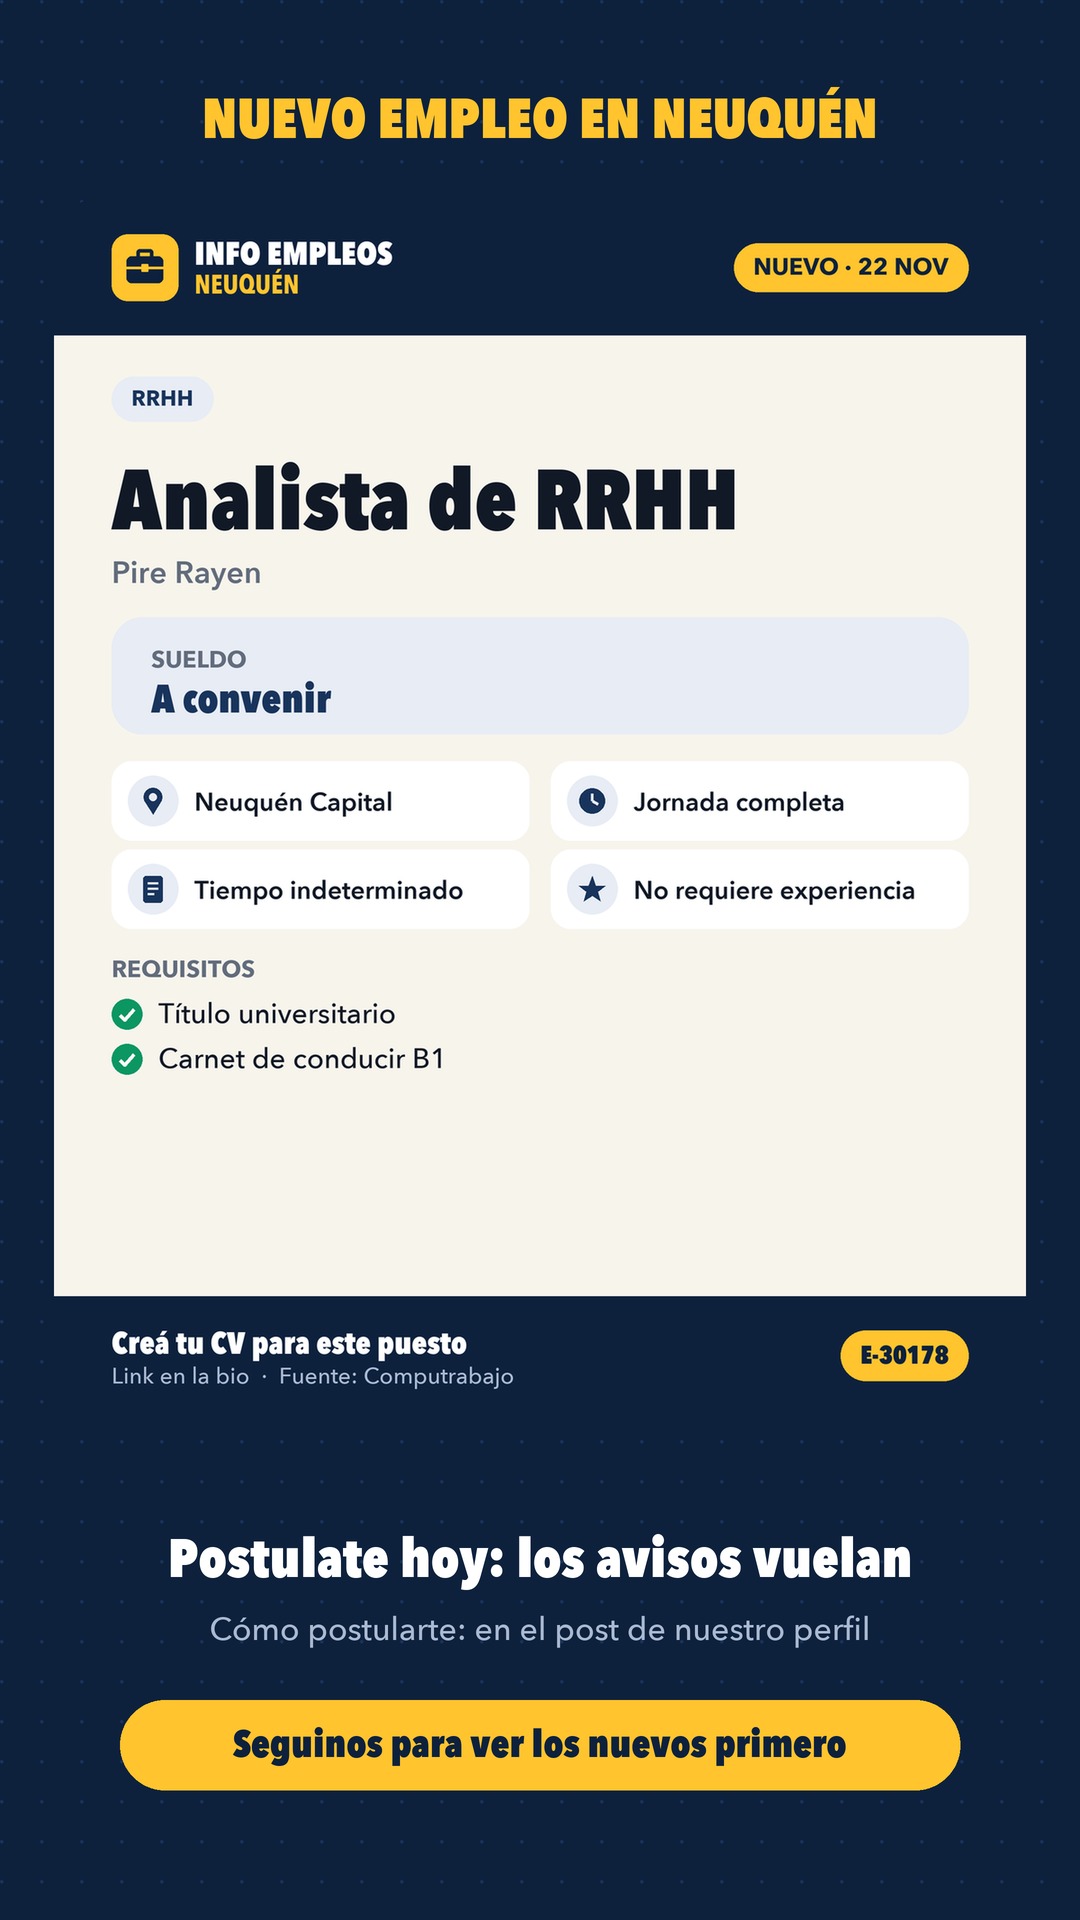 NUEVO EMPLEO EN NEUQUÉN
INFO EMPLEOS
NEUQUÉN
NUEVO · 22 NOV
RRHH
Analista de RRHH
Pire Rayen
SUELDO
A convenir
Neuquén Capital
Jornada completa
Tiempo indeterminado
No requiere experiencia
REQUISITOS
Título universitario
Carnet de conducir B1
Creá tu CV para este puesto
Link en la bio · Fuente: Computrabajo
E-30178
Postulate hoy: los avisos vuelan
Cómo postularte: en el post de nuestro perfil
Seguinos para ver los nuevos primero